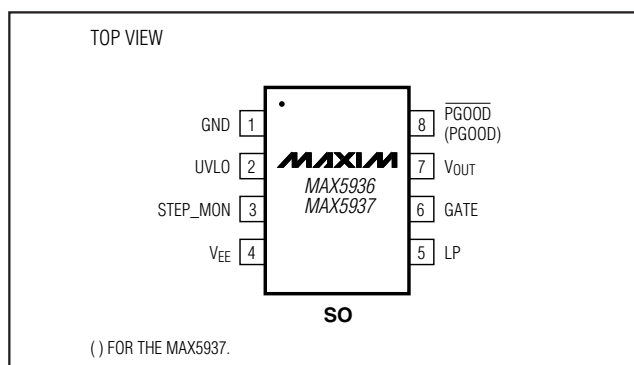 TOP VIEW
GND 1
UVLO 2
STEP_MON 3
VEE 4
MAXIM
MAX5936
MAX5937
8 PGOOD
(PGOOD)
7 VOUT
6 GATE
5 LP
SO
( ) FOR THE MAX5937.